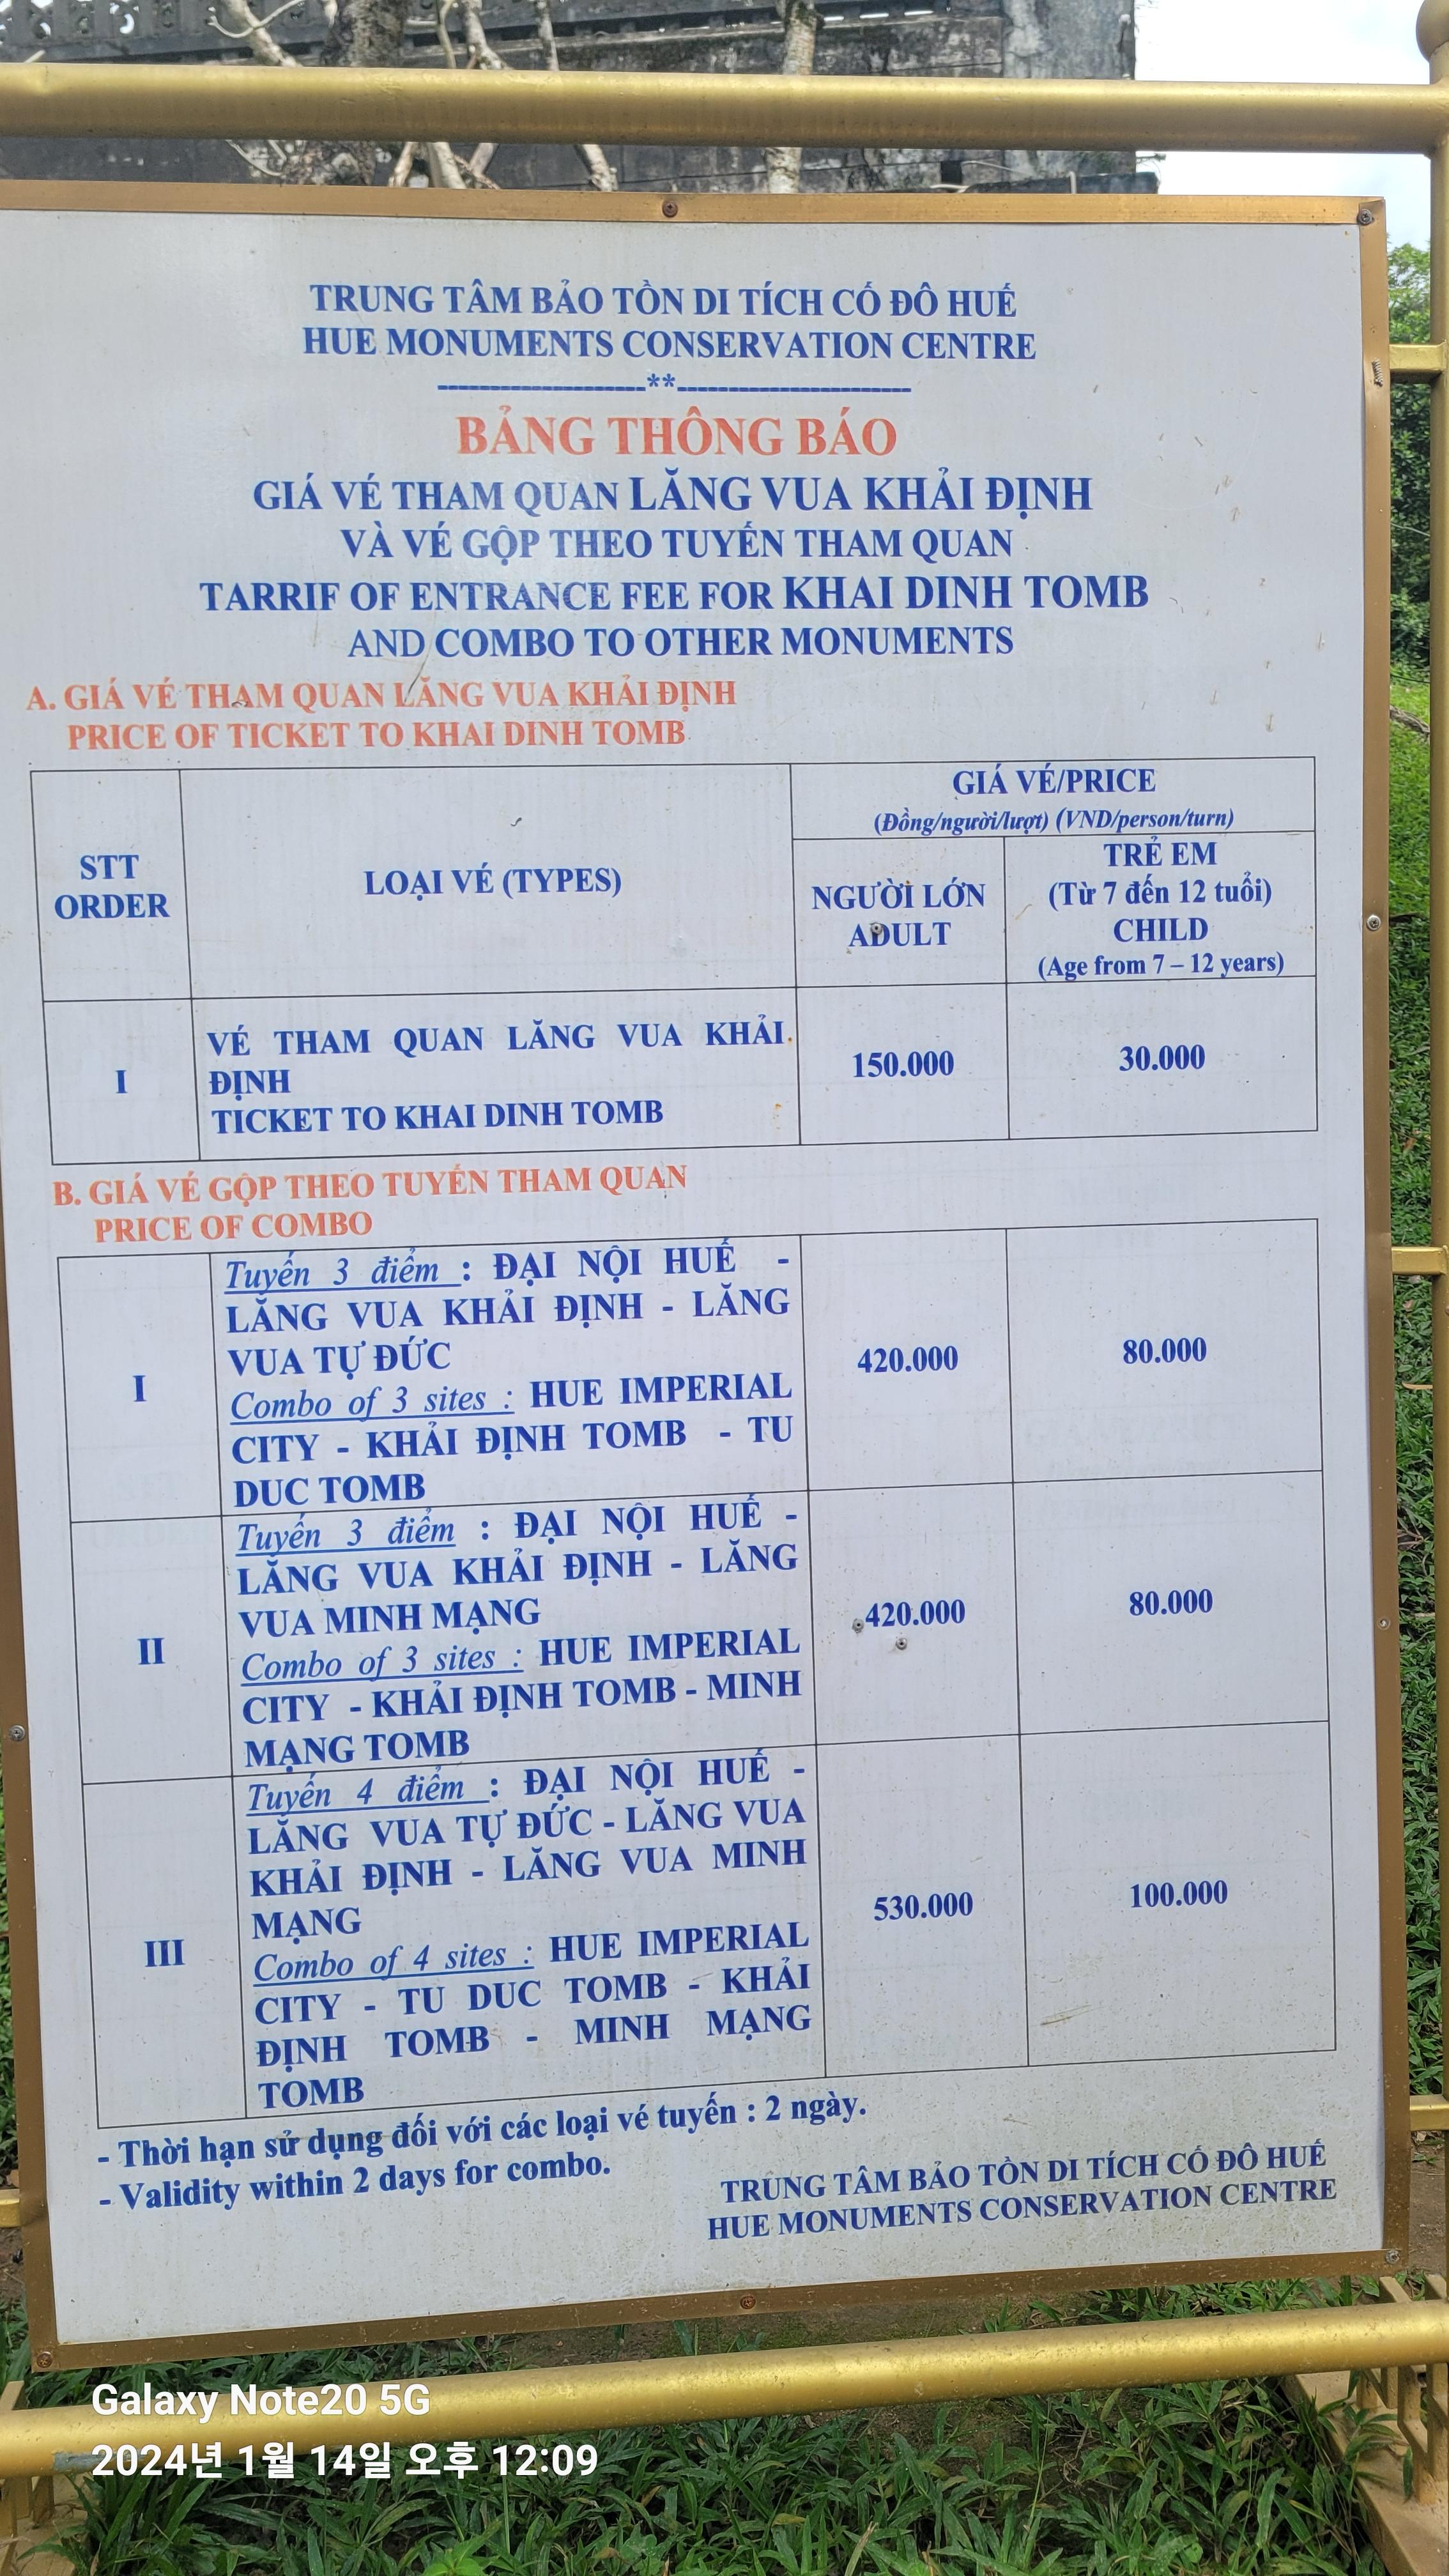 TRUNG TÂM BẢO TỒN DI TÍCH CỐ ĐÔ HUẾ
HUE MONUMENTS CONSERVATION CENTRE
--------------------**----------------------
BẢNG THÔNG BÁO
GIÁ VÉ THAM QUAN LĂNG VUA KHẢI ĐỊNH
VÀ VÉ GỘP THEO TUYẾN THAM QUAN
TARRIF OF ENTRANCE FEE FOR KHAI DINH TOMB
AND COMBO TO OTHER MONUMENTS
A. GIÁ VÉ THAM QUAN LĂNG VUA KHẢI ĐỊNH
PRICE OF TICKET TO KHAI DINH TOMB
STT
ORDER
LOẠI VÉ (TYPES)
GIÁ VÉ/PRICE
(Đồng/người/lượt) (VND/person/turn)
NGƯỜI LỚN
ADULT
TRẺ EM
(Từ 7 đến 12 tuổi)
CHILD
(Age from 7 – 12 years)
I
VÉ THAM QUAN LĂNG VUA KHẢI
ĐỊNH
TICKET TO KHAI DINH TOMB
150.000
30.000
B. GIÁ VÉ GỘP THEO TUYẾN THAM QUAN
PRICE OF COMBO
I
Tuyến 3 điểm : ĐẠI NỘI HUẾ -
LĂNG VUA KHẢI ĐỊNH - LĂNG
VUA TỰ ĐỨC
Combo of 3 sites : HUE IMPERIAL
CITY - KHẢI ĐỊNH TOMB - TU
DUC TOMB
420.000
80.000
II
Tuyến 3 điểm : ĐẠI NỘI HUẾ -
LĂNG VUA KHẢI ĐỊNH - LĂNG
VUA MINH MẠNG
Combo of 3 sites : HUE IMPERIAL
CITY - KHẢI ĐỊNH TOMB - MINH
MẠNG TOMB
420.000
80.000
III
Tuyến 4 điểm : ĐẠI NỘI HUẾ -
LĂNG VUA TỰ ĐỨC - LĂNG VUA
KHẢI ĐỊNH - LĂNG VUA MINH
MẠNG
Combo of 4 sites : HUE IMPERIAL
CITY - TU DUC TOMB - KHẢI
ĐỊNH TOMB - MINH MẠNG
TOMB
530.000
100.000
- Thời hạn sử dụng đối với các loại vé tuyến : 2 ngày.
- Validity within 2 days for combo.
TRUNG TÂM BẢO TỒN DI TÍCH CỐ ĐÔ HUẾ
HUE MONUMENTS CONSERVATION CENTRE
Galaxy Note20 5G
2024년 1월 14일 오후 12:09